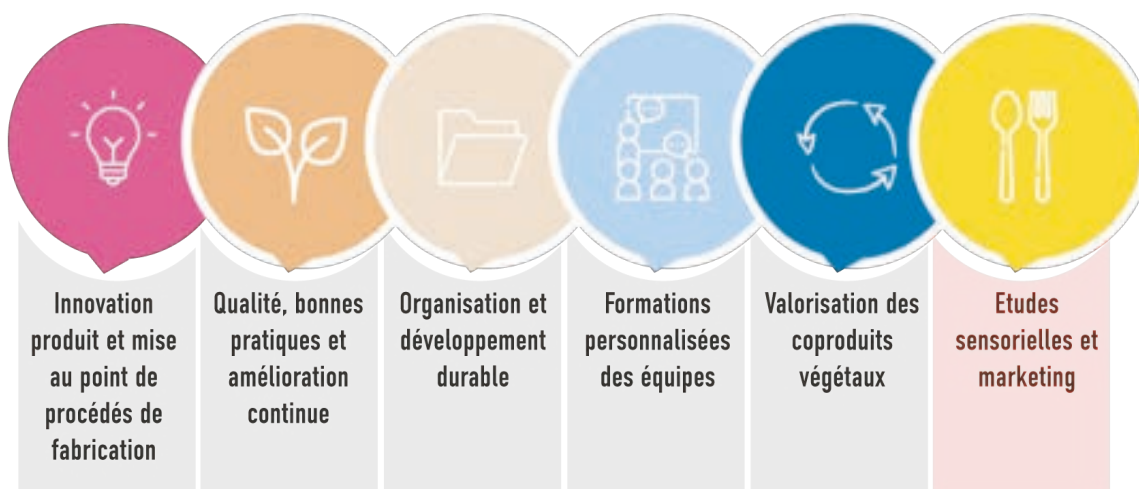 Innovation
produit et mise
au point de
procédés de
fabrication
Qualité, bonnes
pratiques et
amélioration
continue
Organisation et
développement
durable
Formations
personnalisées
des équipes
Valorisation des
coproduits
végétaux
Etudes
sensorielles et
marketing